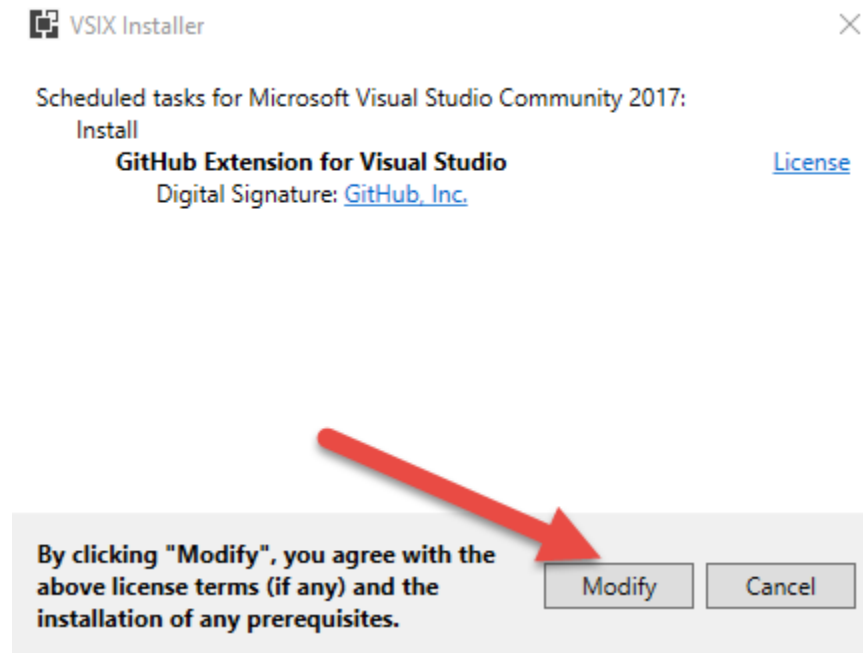 VSIX Installer
Scheduled tasks for Microsoft Visual Studio Community 2017:
Install
GitHub Extension for Visual Studio License
Digital Signature: GitHub, Inc.
By clicking "Modify", you agree with the
above license terms (if any) and the
installation of any prerequisites.
Modify Cancel